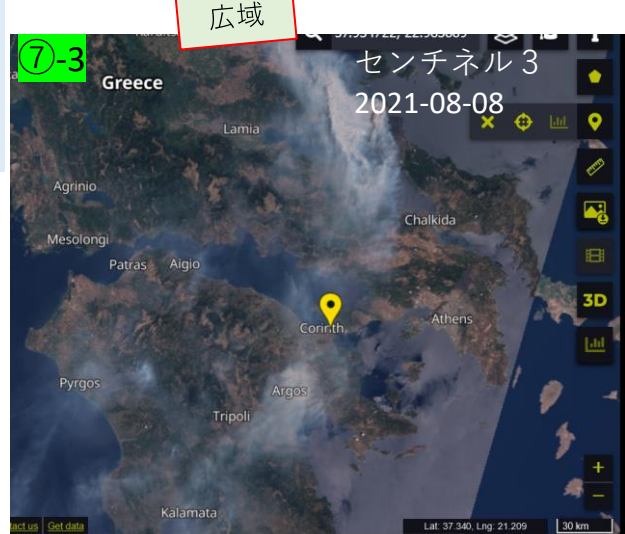 広域
⑦-3
センチネル３
2021-08-08
Greece
Lamia
Agrinio
Chalkida
Mesolongi
Patras Aigio
Corinth
Athens
3D
Pyrgos
Argos
Tripoli
Kalamata
+
−
Get data
Lat: 37.340, Lng: 21.209
30 km